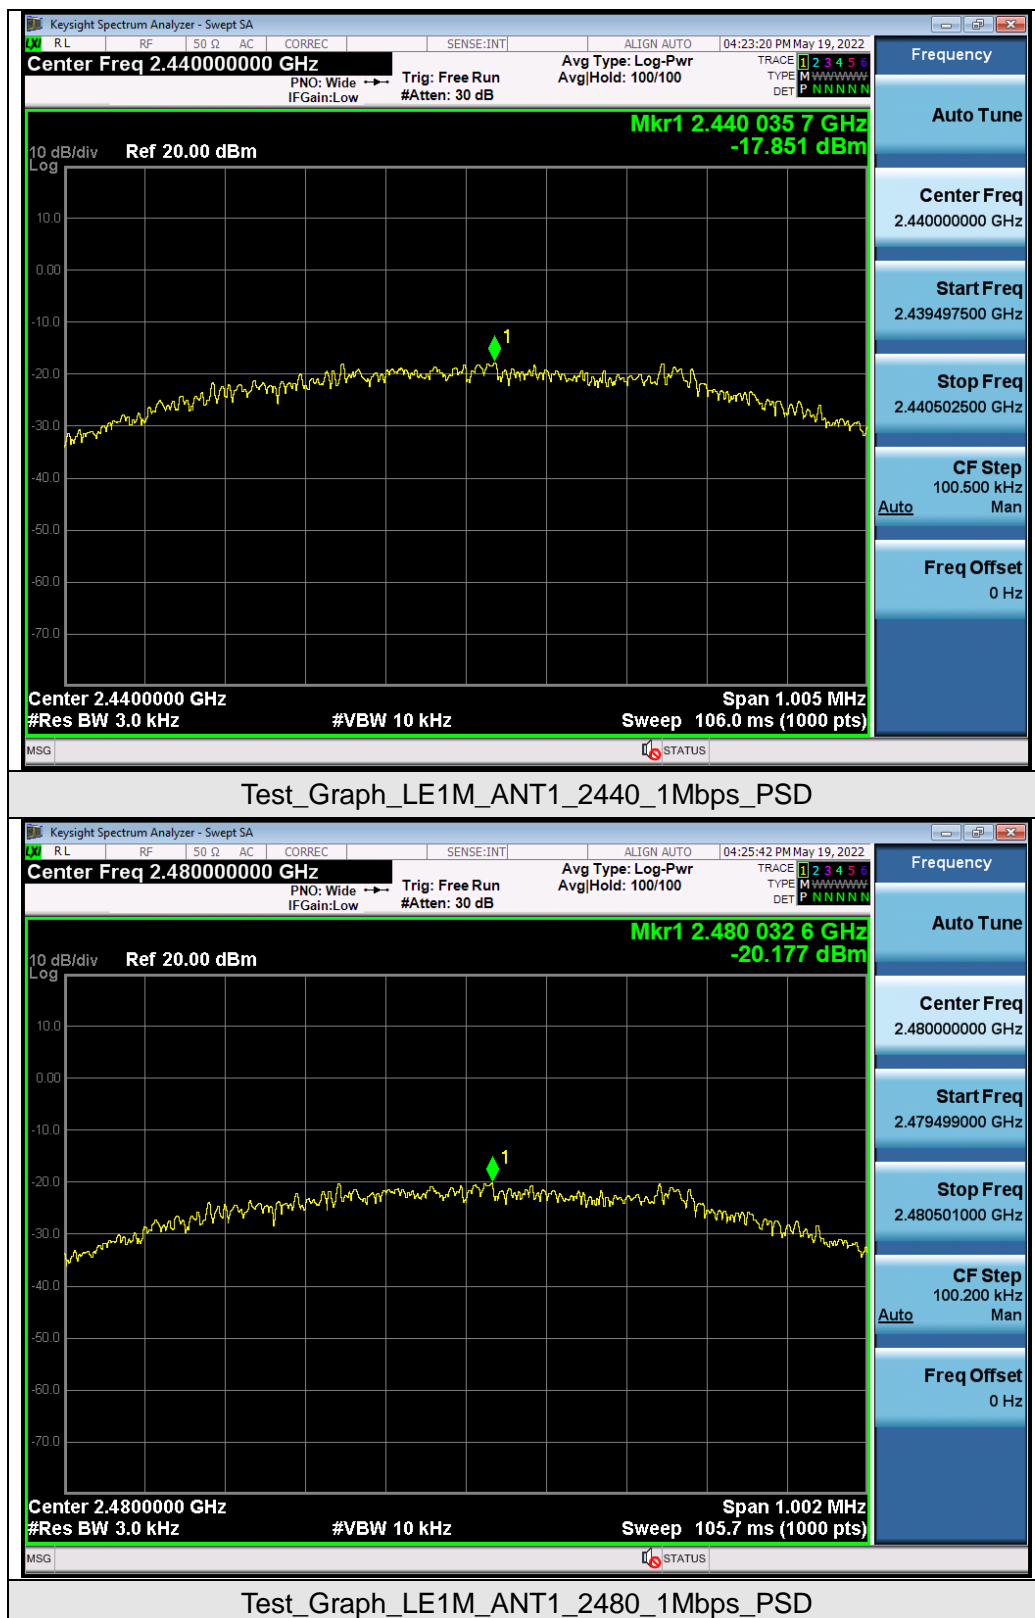 Keysight Spectrum Analyzer - Swept SA
LXI RL RF 50 Ω AC CORREC SENSE:INT ALIGN AUTO 04:23:20 PM May 19, 2022
Center Freq 2.440000000 GHz
PNO: Wide
IFGain:Low
Trig: Free Run
#Atten: 30 dB
Avg Type: Log-Pwr
Avg|Hold: 100/100
TRACE 1 2 3 4 5 6
TYPE M WWWWW
DET P N N N N N
Mkr1 2.440 035 7 GHz
-17.851 dBm
10 dB/div Ref 20.00 dBm
Log
10.0
0.00
-10.0
-20.0
-30.0
-40.0
-50.0
-60.0
-70.0
1
Center 2.4400000 GHz Span 1.005 MHz
#Res BW 3.0 kHz #VBW 10 kHz Sweep 106.0 ms (1000 pts)
MSG STATUS
Frequency
Auto Tune
Center Freq
2.440000000 GHz
Start Freq
2.439497500 GHz
Stop Freq
2.440502500 GHz
CF Step
100.500 kHz
Auto Man
Freq Offset
0 Hz
Test_Graph_LE1M_ANT1_2440_1Mbps_PSD
Keysight Spectrum Analyzer - Swept SA
LXI RL RF 50 Ω AC CORREC SENSE:INT ALIGN AUTO 04:25:42 PM May 19, 2022
Center Freq 2.480000000 GHz
PNO: Wide
IFGain:Low
Trig: Free Run
#Atten: 30 dB
Avg Type: Log-Pwr
Avg|Hold: 100/100
TRACE 1 2 3 4 5 6
TYPE M WWWWW
DET P N N N N N
Mkr1 2.480 032 6 GHz
-20.177 dBm
10 dB/div Ref 20.00 dBm
Log
10.0
0.00
-10.0
-20.0
-30.0
-40.0
-50.0
-60.0
-70.0
1
Center 2.4800000 GHz Span 1.002 MHz
#Res BW 3.0 kHz #VBW 10 kHz Sweep 105.7 ms (1000 pts)
MSG STATUS
Frequency
Auto Tune
Center Freq
2.480000000 GHz
Start Freq
2.479499000 GHz
Stop Freq
2.480501000 GHz
CF Step
100.200 kHz
Auto Man
Freq Offset
0 Hz
Test_Graph_LE1M_ANT1_2480_1Mbps_PSD